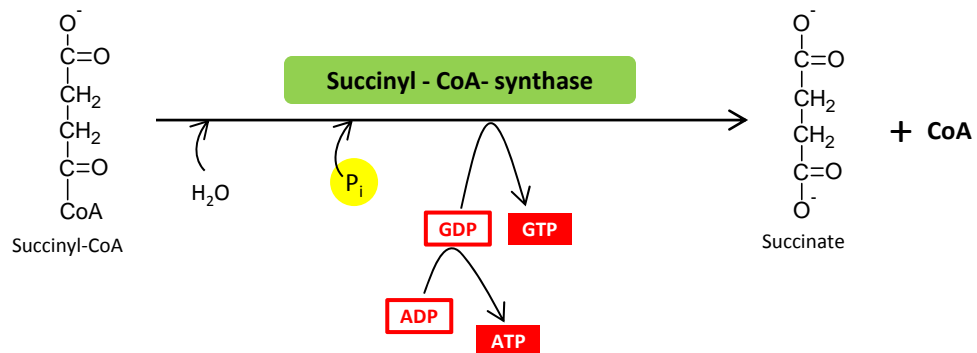 O⁻
C=O
CH₂
CH₂
C=O
CoA
Succinyl-CoA
H₂O
Succinyl - CoA- synthase
Pᵢ
GDP
GTP
ADP
ATP
O⁻
C=O
CH₂
CH₂
C=O
O⁻
Succinate
+ CoA